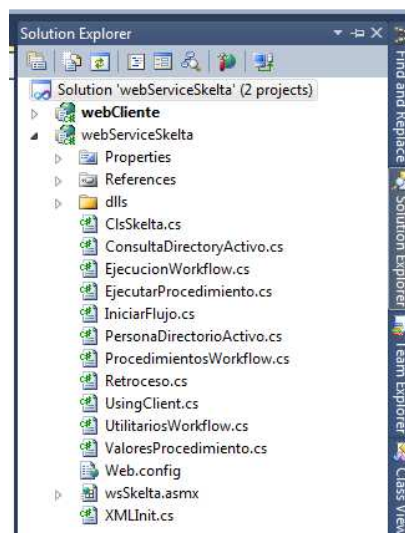 Solution Explorer
Solution 'webServiceSkelta' (2 projects)
webCliente
webServiceSkelta
Properties
References
dlls
ClsSkelta.cs
ConsultaDirectoryActivo.cs
EjecucionWorkflow.cs
EjecutarProcedimiento.cs
IniciarFlujo.cs
PersonaDirectorioActivo.cs
ProcedimientosWorkflow.cs
Retroceso.cs
UsingClient.cs
UtilitariosWorkflow.cs
ValoresProcedimiento.cs
Web.config
wsSkelta.asmx
XMLInit.cs
Find and Replace
Solution Explorer
Team Explorer
Class View